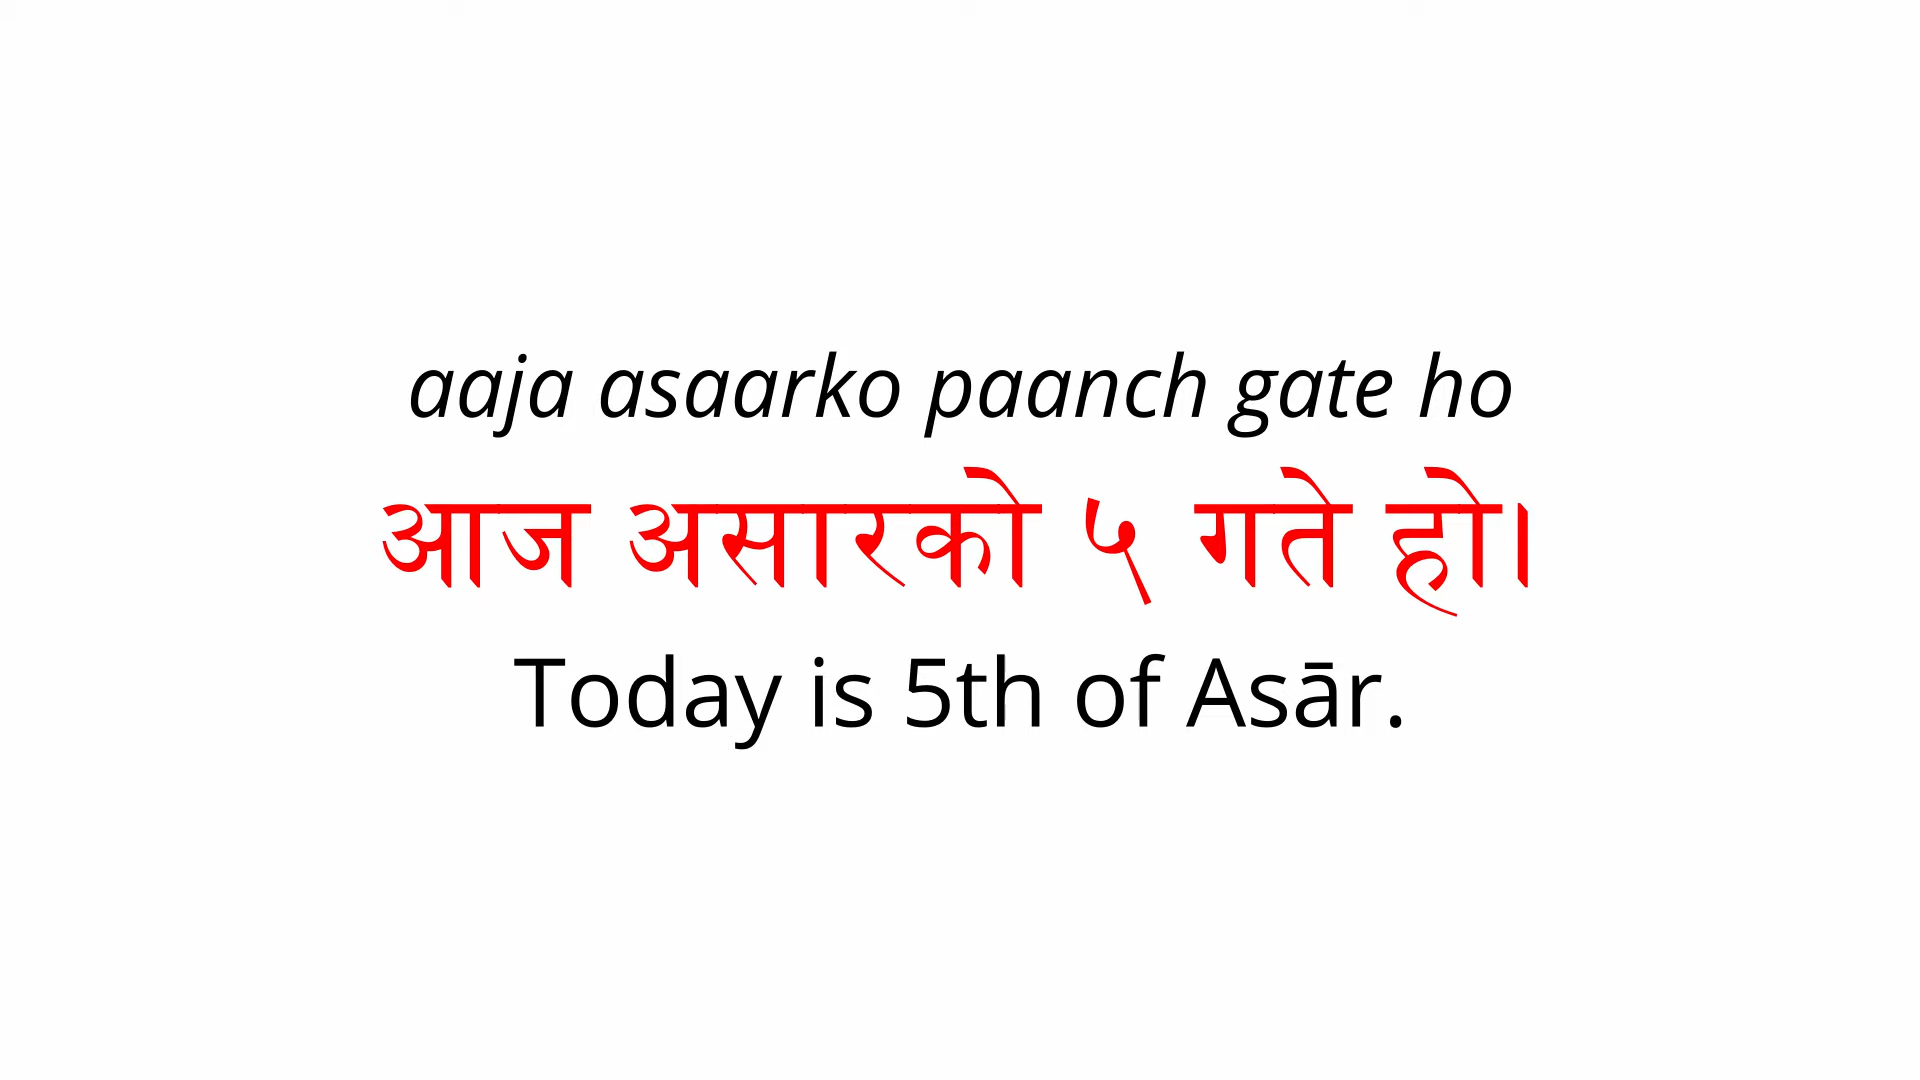 aaja asaarko paanch gate ho
आज असारको ५ गते हो।
Today is 5th of Asār.